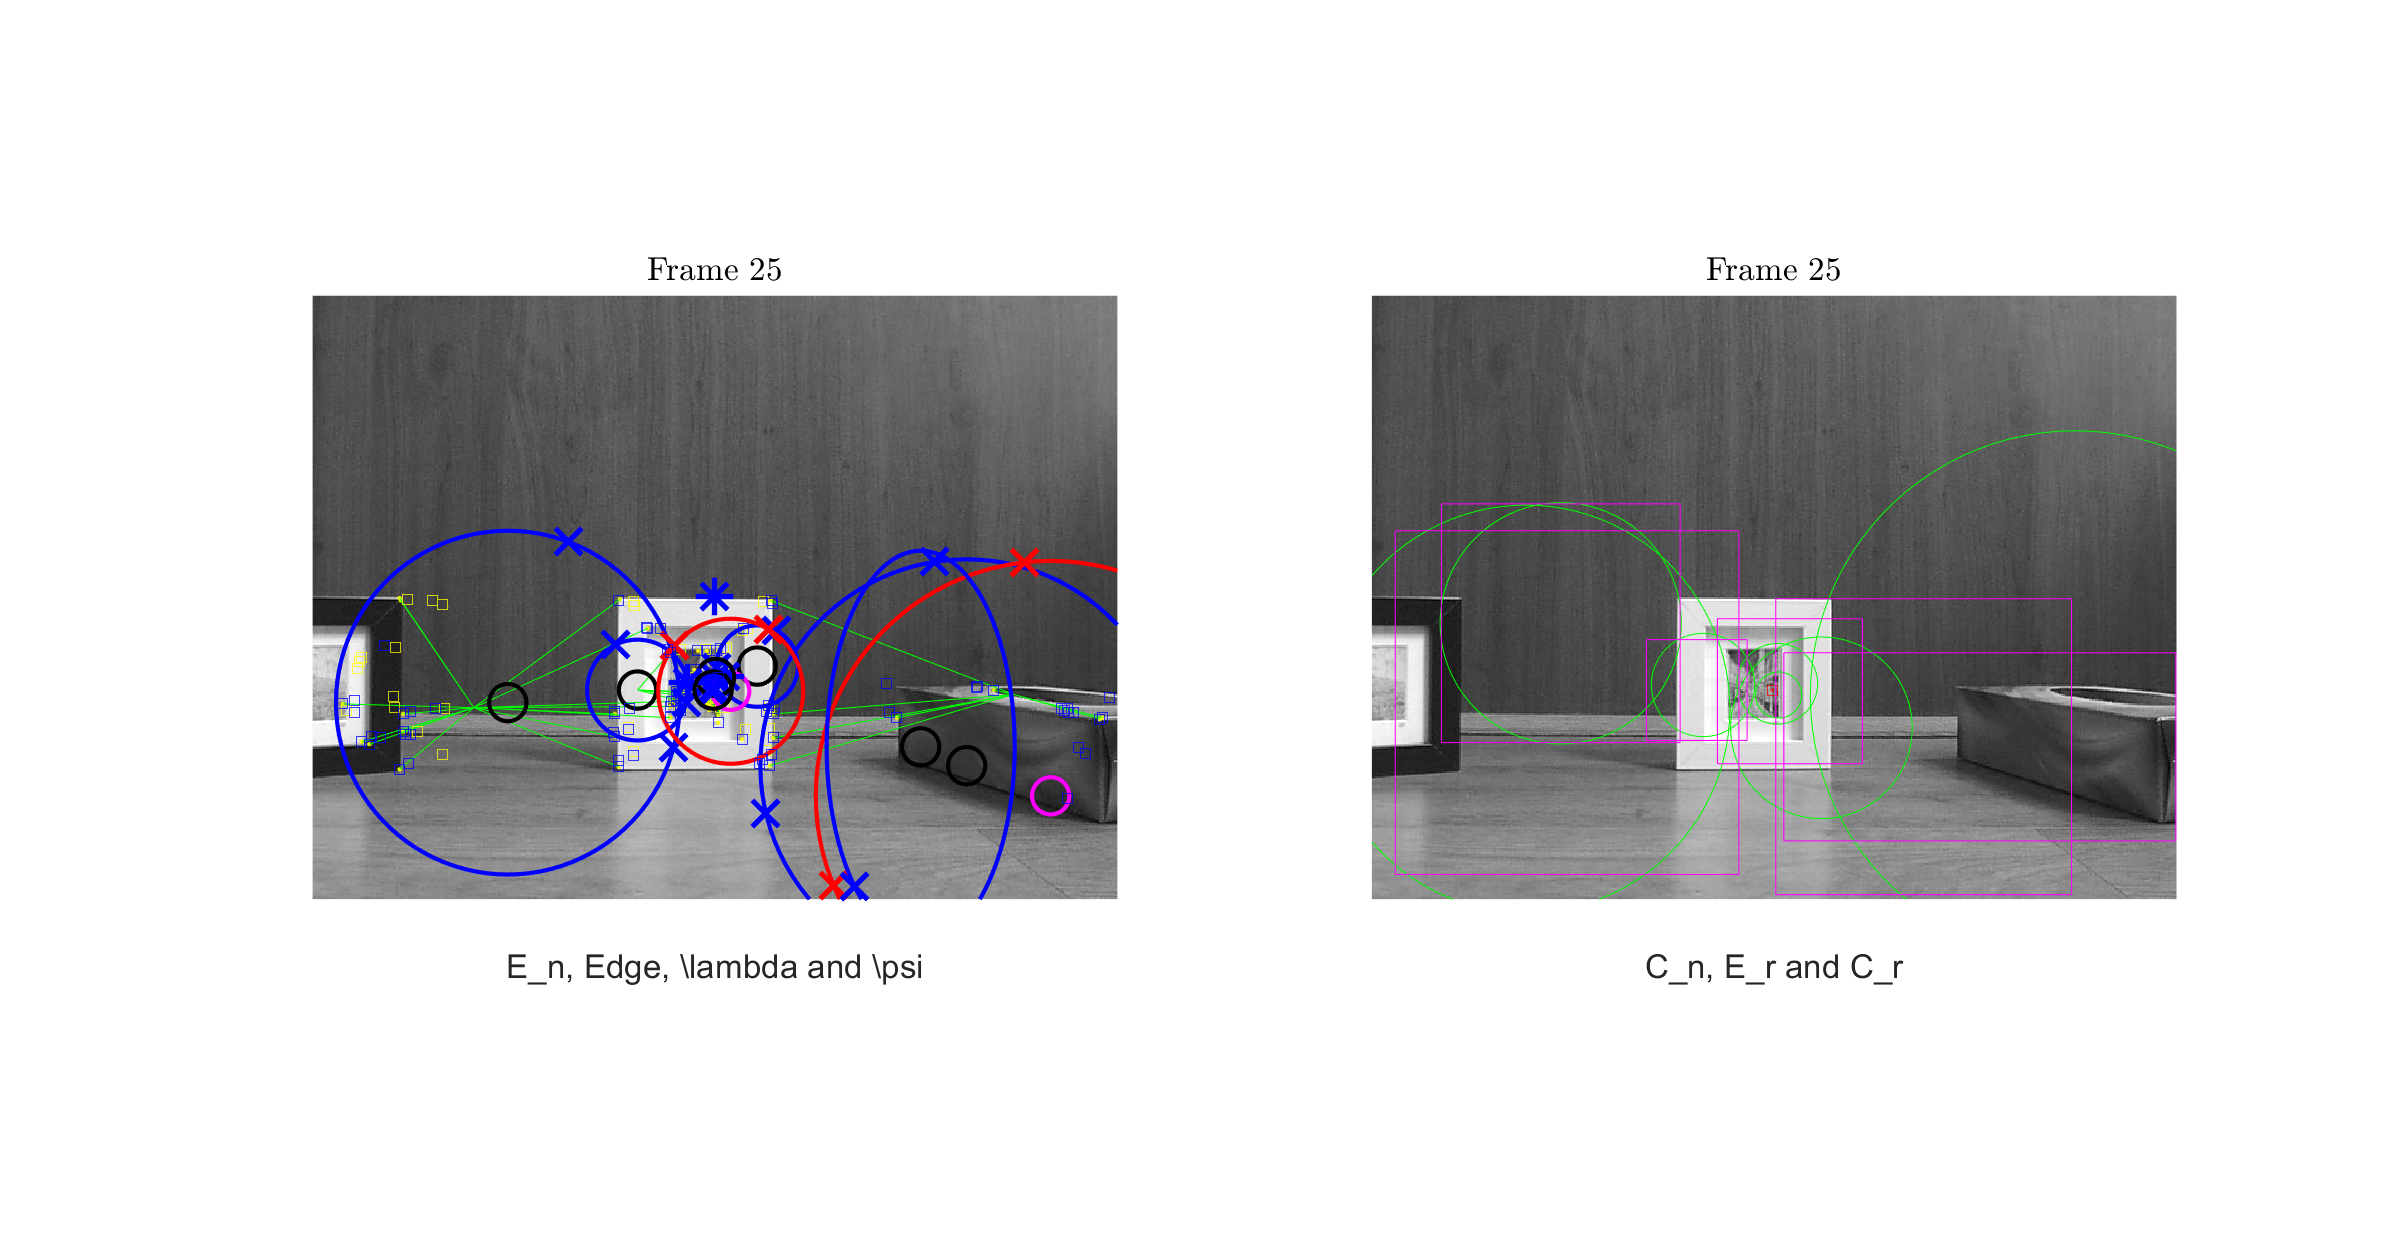 Frame 25
Frame 25
E_n, Edge, \lambda and \psi
C_n, E_r and C_r